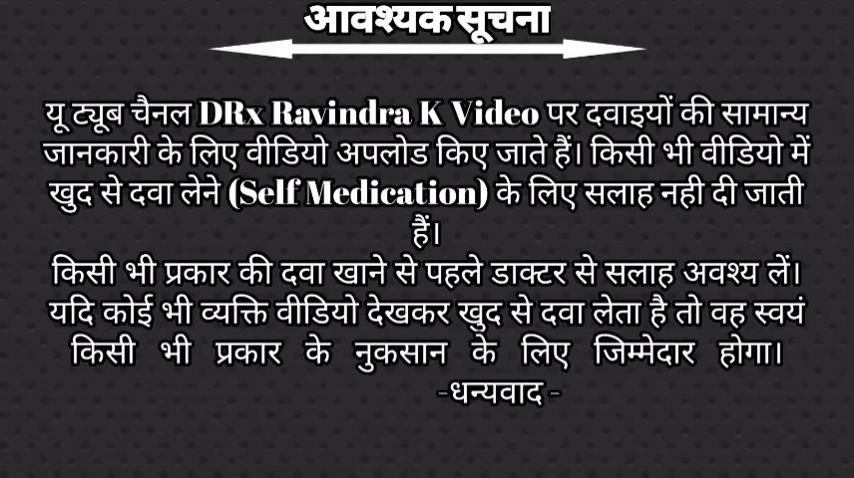 आवश्यक सूचना
यू ट्यूब चैनल DRx Ravindra K Video पर दवाइयों की सामान्य
जानकारी के लिए वीडियो अपलोड किए जाते हैं। किसी भी वीडियो में
खुद से दवा लेने (Self Medication) के लिए सलाह नही दी जाती
हैं।
किसी भी प्रकार की दवा खाने से पहले डाक्टर से सलाह अवश्य लें।
यदि कोई भी व्यक्ति वीडियो देखकर खुद से दवा लेता है तो वह स्वयं
किसी भी प्रकार के नुकसान के लिए जिम्मेदार होगा।
-धन्यवाद -